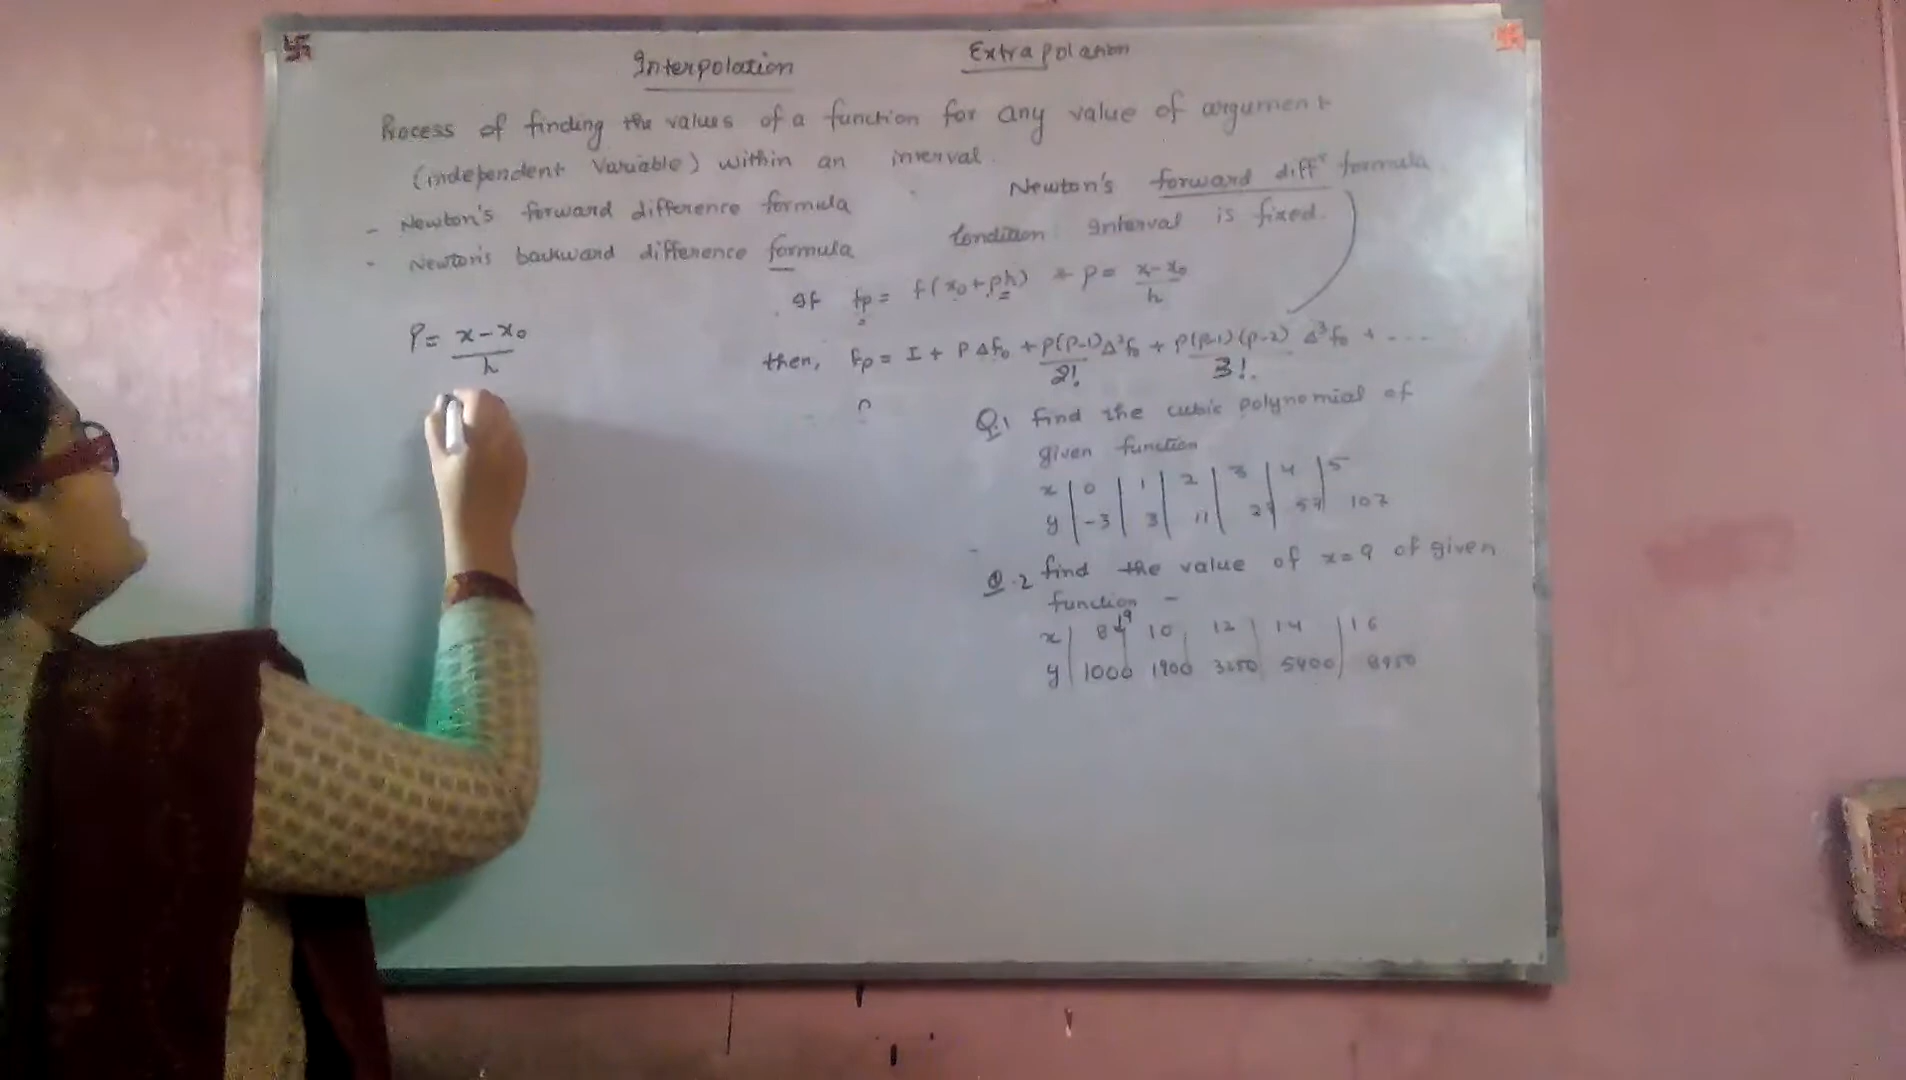 Interpolation Extrapolation
Process of finding the values of a function for any value of argument
(independent variable) within an interval.
- Newton's forward difference formula
- Newton's backward difference formula
Newton's forward diffr formula
Condition: Interval is fixed.
If fp = f(x₀+ph) & p = x-x₀/h
then, fp = I + PΔf₀ + P(P-1)/2! Δ²f₀ + P(P-1)(P-2)/3! Δ³f₀ + ....
P = x-x₀/h
Q.1 find the cubic polynomial of
given function
x | 0 | 1 | 2 | 3 | 4 | 5
y | -3 | 3 | 11 | 27 | 57 | 107
Q.2 find the value of x=9 of given
function -
x | 8 ↓9 10 12 14 16
y | 1000 1900 3250 5400 8950